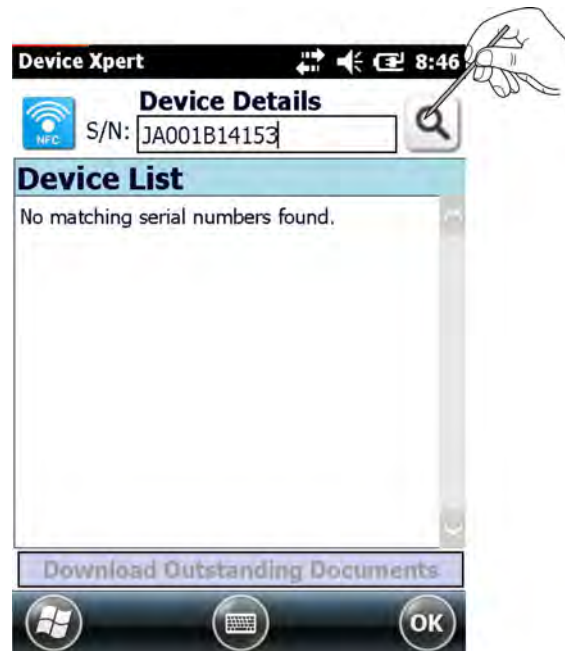 Device Xpert 8:46
Device Details
NFC S/N: JA001B14153
Device List
No matching serial numbers found.
Download Outstanding Documents
OK